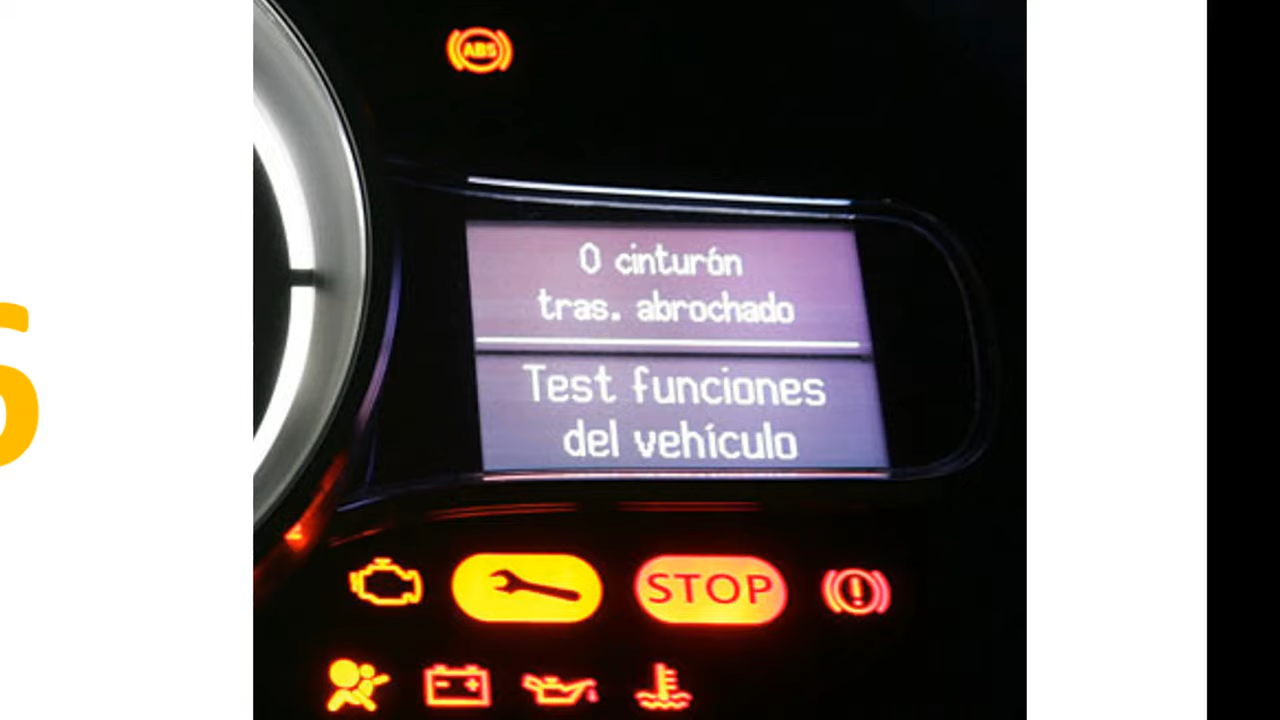 ABS
0 cinturón
tras. abrochado
Test funciones
del vehículo
STOP